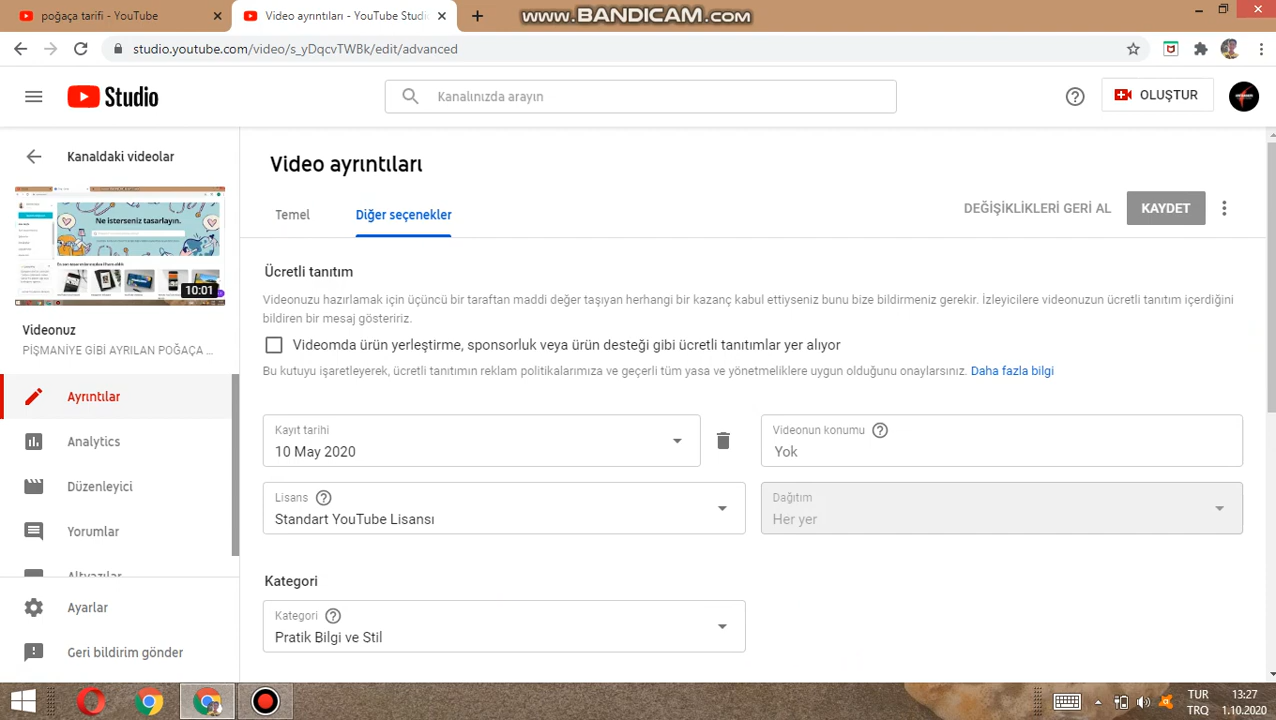 poğaça tarifi - YouTube
Video ayrıntıları - YouTube Studi
www.BANDICAM.com
studio.youtube.com/video/s_yDqcvTWBk/edit/advanced
Studio
Kanalınızda arayın
OLUŞTUR
Kanaldaki videolar
Ne isterseniz tasarlayın.
10:01
Videonuz
PİŞMANİYE GİBİ AYRILAN POĞAÇA ...
Ayrıntılar
Analytics
Düzenleyici
Yorumlar
Altyazılar
Ayarlar
Geri bildirim gönder
Video ayrıntıları
Temel
Diğer seçenekler
DEĞİŞİKLİKLERİ GERİ AL
KAYDET
Ücretli tanıtım
Videonuzu hazırlamak için üçüncü bir taraftan maddi değer taşıyan herhangi bir kazanç kabul ettiyseniz bunu bize bildirmeniz gerekir. İzleyicilere videonuzun ücretli tanıtım içerdiğini
bildiren bir mesaj gösteririz.
Videomda ürün yerleştirme, sponsorluk veya ürün desteği gibi ücretli tanıtımlar yer alıyor
Bu kutuyu işaretleyerek, ücretli tanıtımın reklam politikalarımıza ve geçerli tüm yasa ve yönetmeliklere uygun olduğunu onaylarsınız. Daha fazla bilgi
Kayıt tarihi
10 May 2020
Videonun konumu
Yok
Lisans
Standart YouTube Lisansı
Dağıtım
Her yer
Kategori
Kategori
Pratik Bilgi ve Stil
TUR
TRQ
13:27
1.10.2020